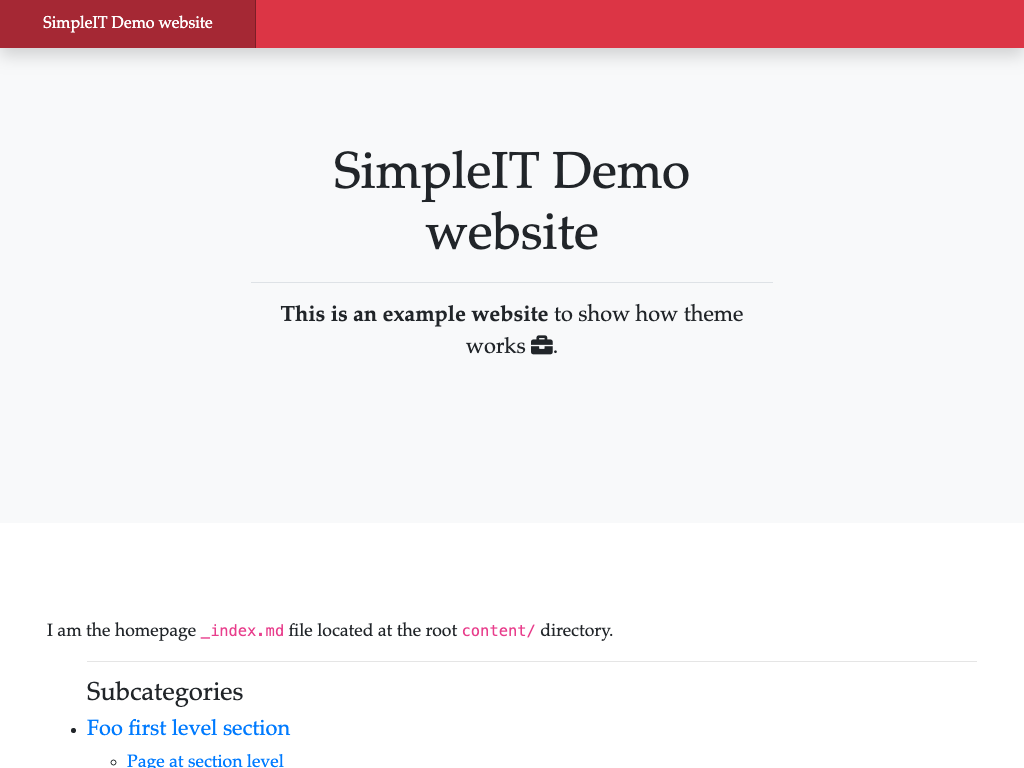 SimpleIT Demo website
SimpleIT Demo
website
This is an example website to show how theme
works .
I am the homepage _index.md file located at the root content/ directory.
Subcategories
Foo first level section
Page at section level